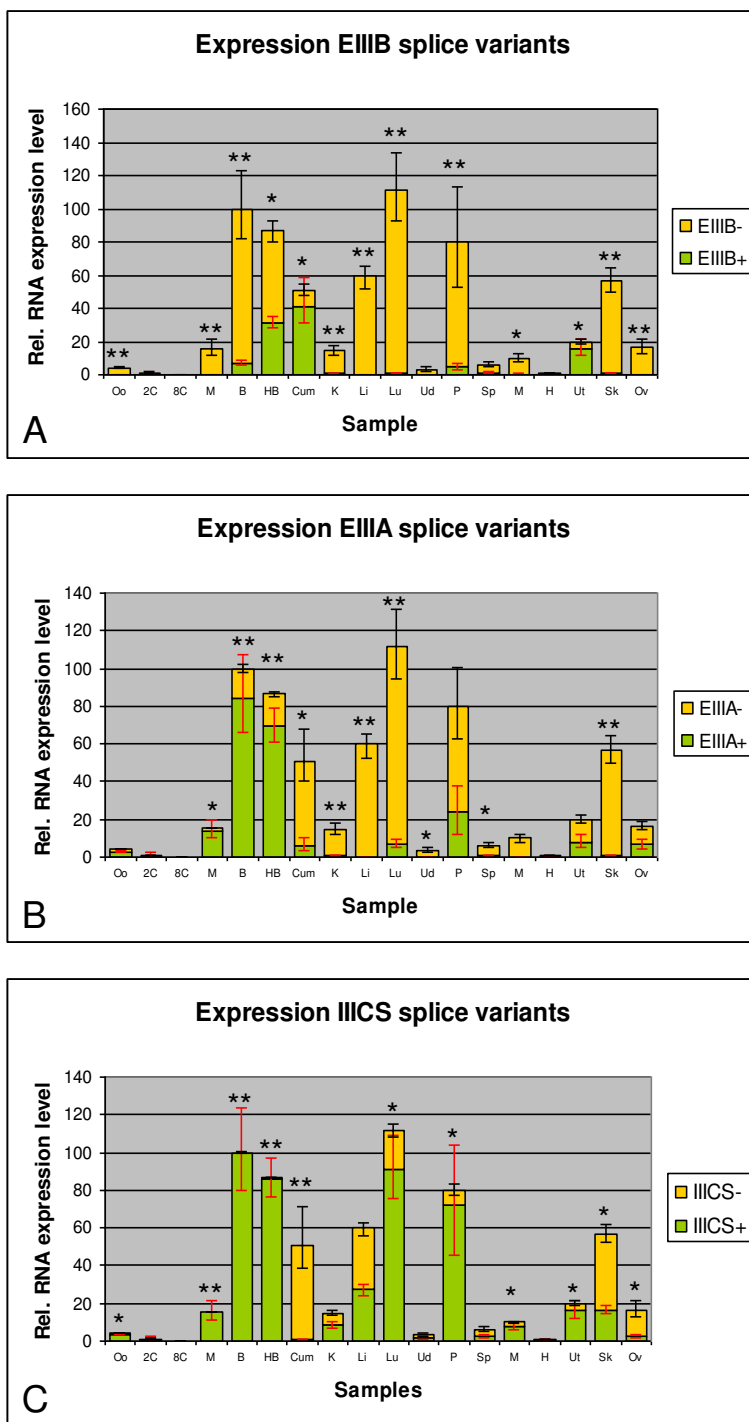 Expression EIIIB splice variants
160
140
120
100
80
60
40
20
0
Rel. RNA expression level
** ** ** * * ** ** ** ** * * ** **
Oo 2C 8C M B HB Cum K Li Lu Ud P Sp M H Ut Sk Ov
Sample
EIIIB-
EIIIB+
A
Expression EIIIA splice variants
140
120
100
80
60
40
20
0
Rel. RNA expression level
* ** ** * ** ** ** * * **
Oo 2C 8C M B HB Cum K Li Lu Ud P Sp M H Ut Sk Ov
Sample
EIIIA-
EIIIA+
B
Expression IIICS splice variants
140
120
100
80
60
40
20
0
Rel. RNA expression level
* ** ** ** ** * * * * * *
Oo 2C 8C M B HB Cum K Li Lu Ud P Sp M H Ut Sk Ov
Samples
IIICS-
IIICS+
C